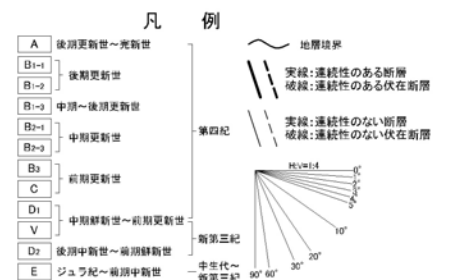 凡 例
A 後期更新世～完新世
B1-1
B1-2
後期更新世
B1-3 中期～後期更新世
B2-1
B2-3
中期更新世
B3
C
前期更新世
D1
V
中期鮮新世～前期更新世
D2 後期中新世～前期鮮新世
E ジュラ紀～前期中新世
第四紀
新第三紀
中生代～
新第三紀
地層境界
実線:連続性のある断層
破線:連続性のある伏在断層
実線:連続性のない断層
破線:連続性のない伏在断層
H:V=1:4
0°
10°
20°
30°
90° 60°